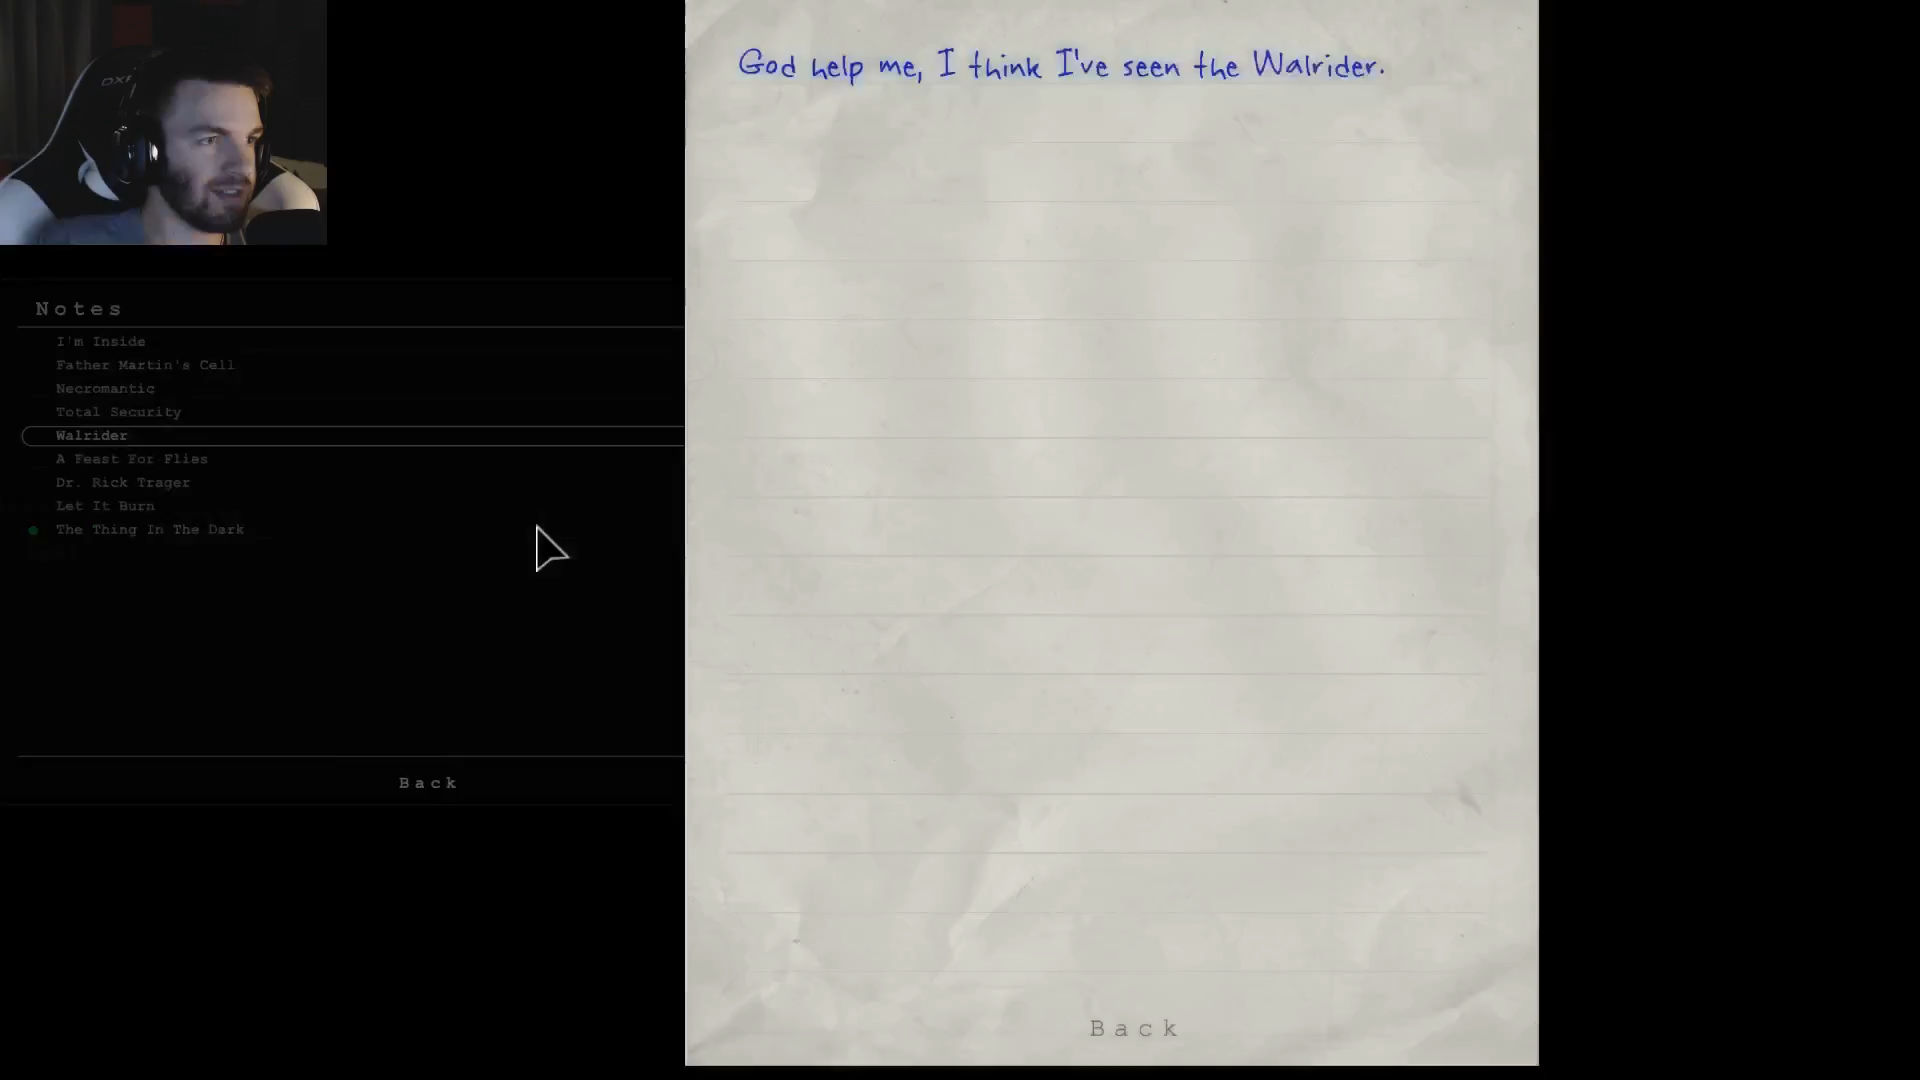 God help me, I think I've seen the Walrider.
Notes
I'm Inside
Father Martin's Cell
Necromantic
Total Security
Walrider
A Feast For Flies
Dr. Rick Trager
Let It Burn
The Thing In The Dark
Back
Back